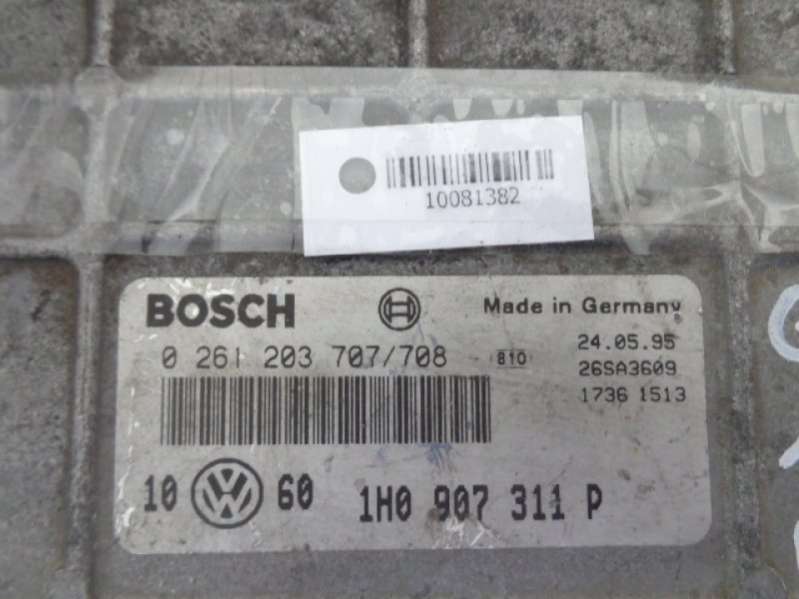 10081382
BOSCH Made in Germany
0 261 203 707/708 810 24.05.95
26SA3609
1736 1513
10 60 1H0 907 311 P